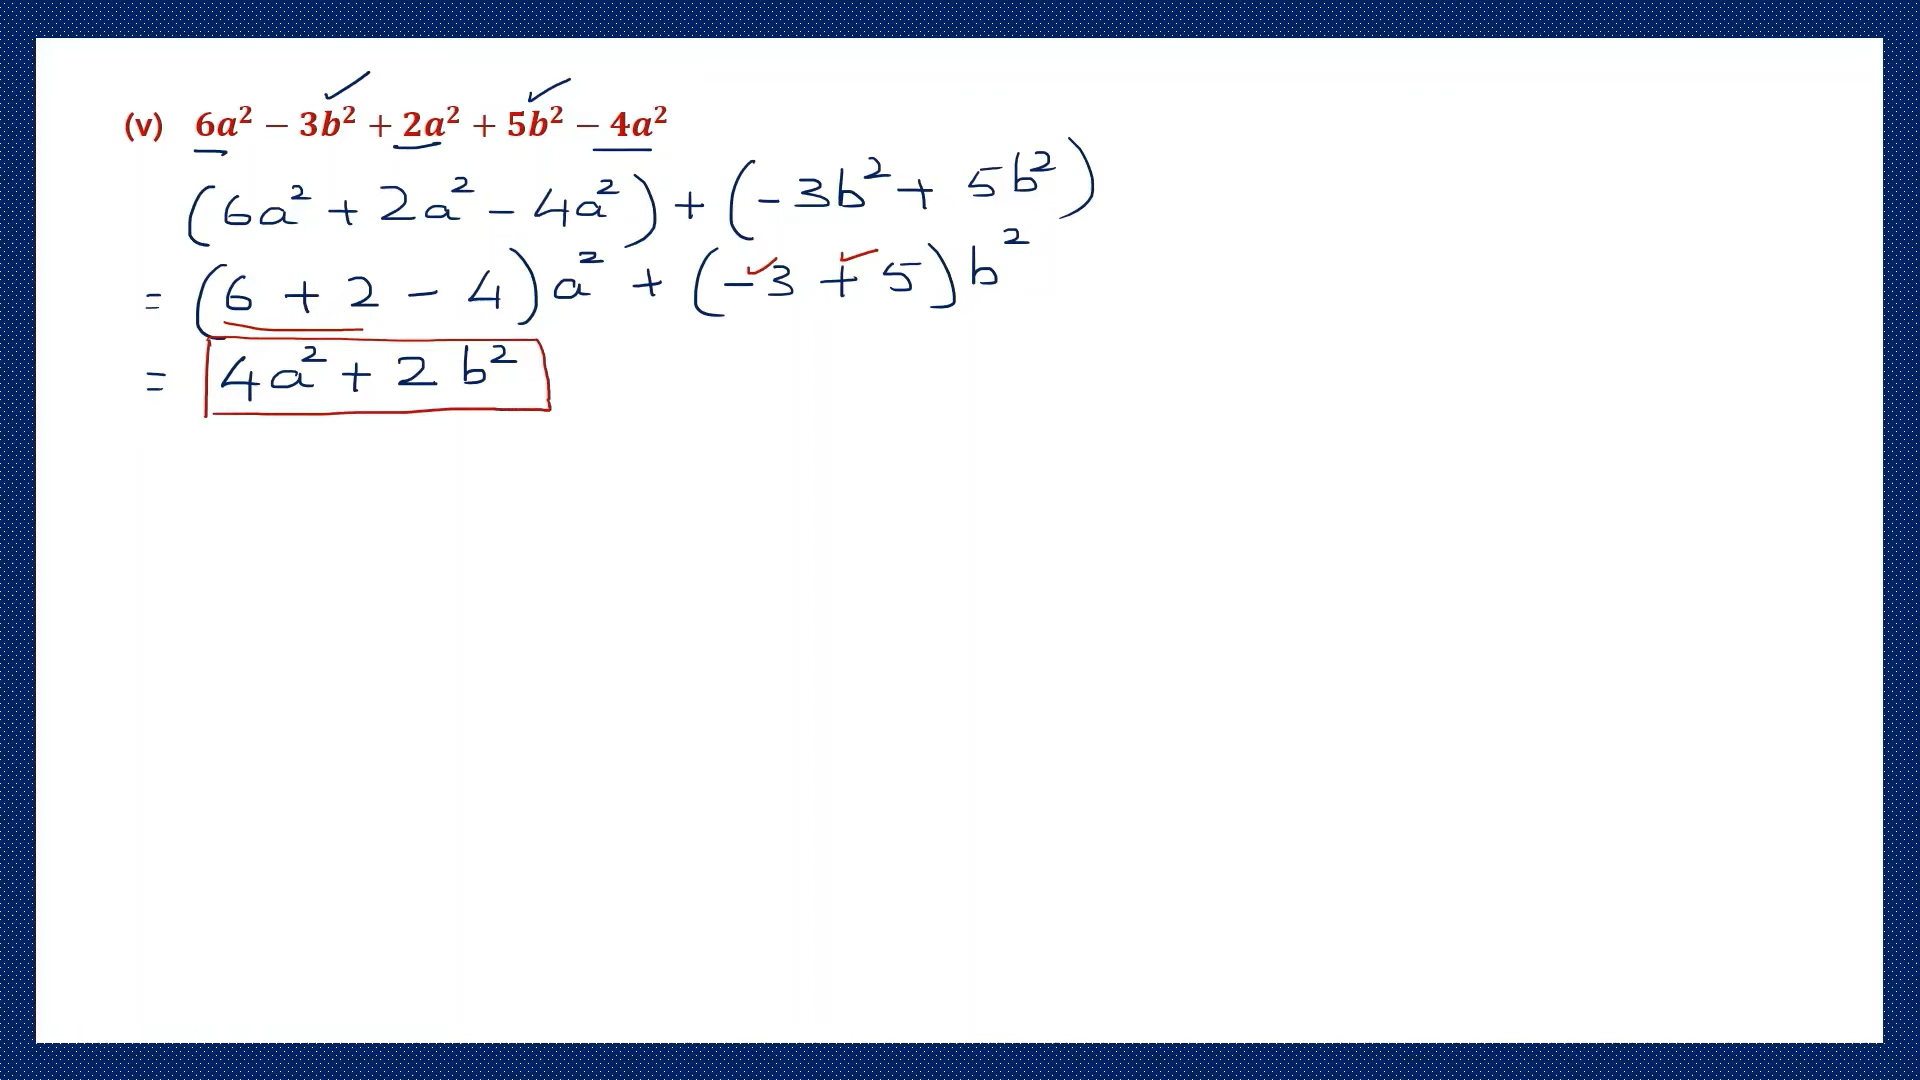 (v) 6a² − 3b² + 2a² + 5b² − 4a²
(6a² + 2a² − 4a²) + (−3b² + 5b²)
= (6 + 2 − 4)a² + (−3 + 5)b²
= 4a² + 2b²